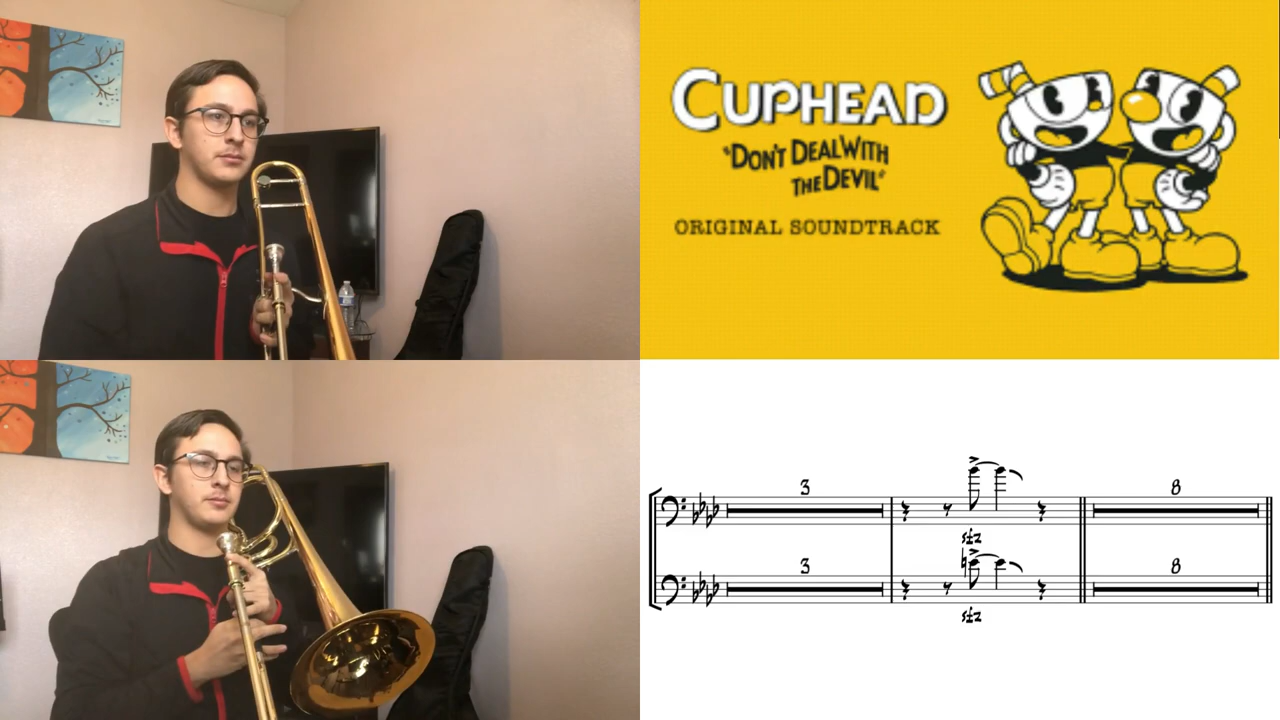 CUPHEAD
"DON'T DEAL WITH
THE DEVIL"
ORIGINAL SOUNDTRACK
3
8
sfz
3
8
sfz